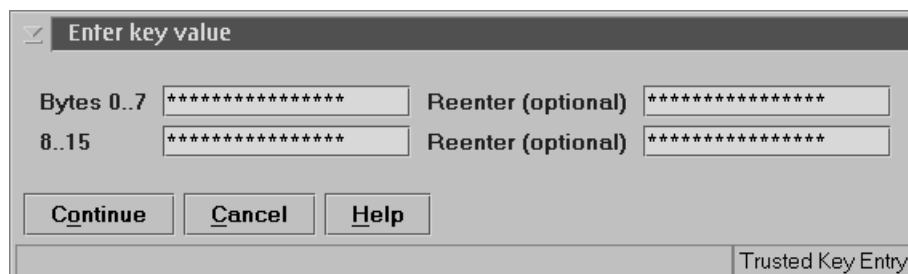 Enter key value
Bytes 0..7 **************** Reenter (optional) ****************
8..15 **************** Reenter (optional) ****************
Continue Cancel Help
Trusted Key Entry